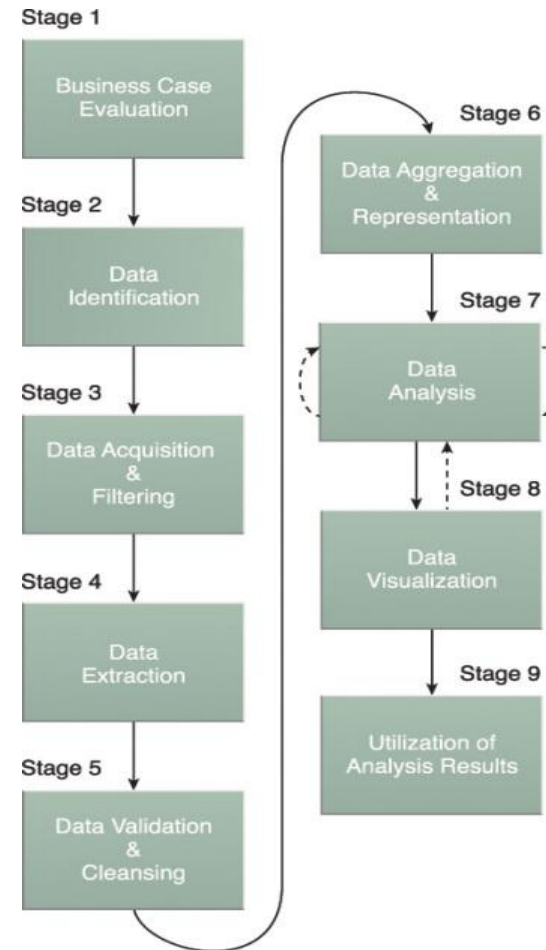 Stage 1
Business Case
Evaluation
Stage 2
Data
Identification
Stage 3
Data Acquisition
&
Filtering
Stage 4
Data
Extraction
Stage 5
Data Validation
&
Cleansing
Stage 6
Data Aggregation
&
Representation
Stage 7
Data
Analysis
Stage 8
Data
Visualization
Stage 9
Utilization of
Analysis Results